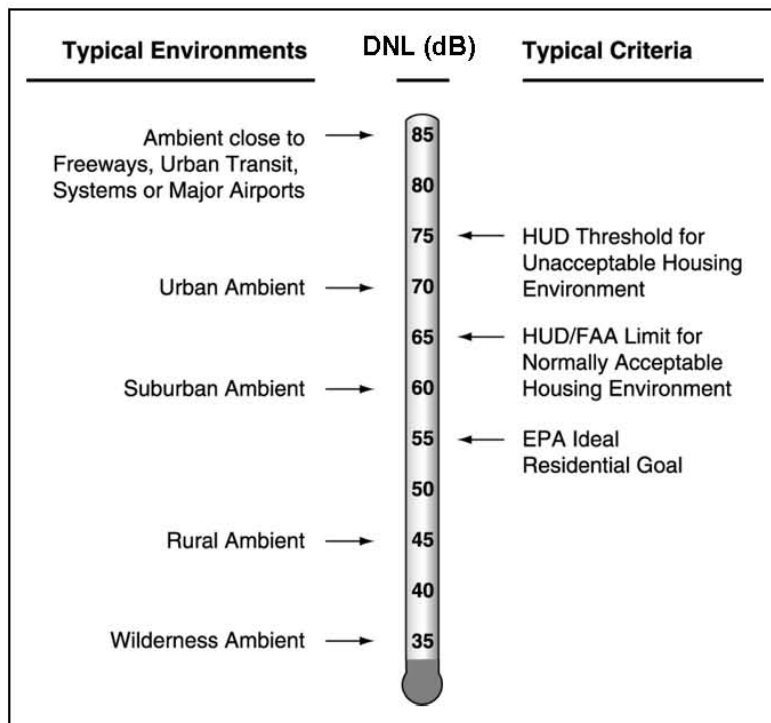 Typical Environments
DNL (dB)
Typical Criteria
Ambient close to
Freeways, Urban Transit,
Systems or Major Airports
Urban Ambient
Suburban Ambient
Rural Ambient
Wilderness Ambient
85
80
75
70
65
60
55
50
45
40
35
HUD Threshold for
Unacceptable Housing
Environment
HUD/FAA Limit for
Normally Acceptable
Housing Environment
EPA Ideal
Residential Goal